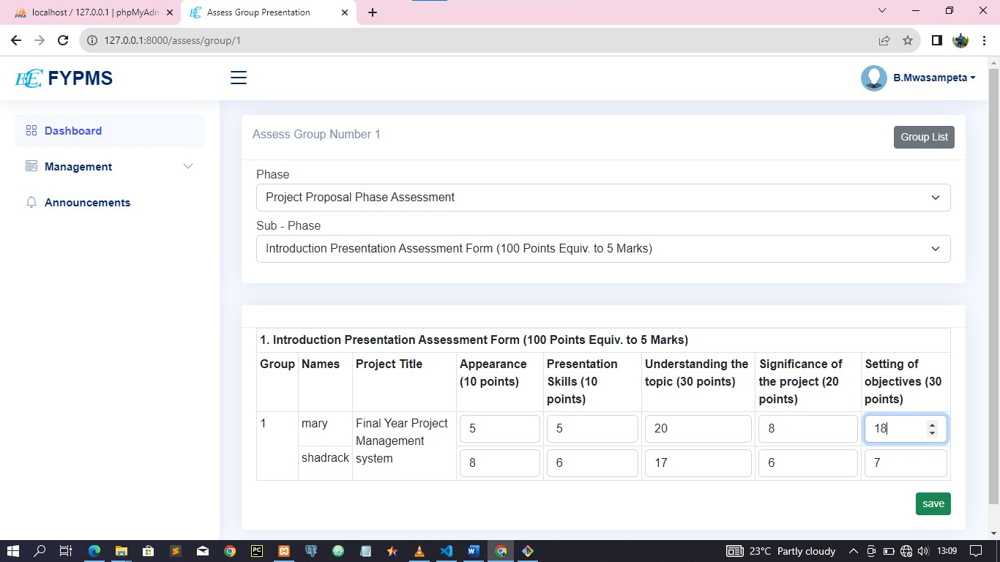 localhost / 127.0.0.1 | phpMyAdm
Assess Group Presentation
127.0.0.1:8000/assess/group/1
FYPMS
B.Mwasampeta
Dashboard
Management
Announcements
Assess Group Number 1
Group List
Phase
Project Proposal Phase Assessment
Sub - Phase
Introduction Presentation Assessment Form (100 Points Equiv. to 5 Marks)
1. Introduction Presentation Assessment Form (100 Points Equiv. to 5 Marks)
Group Names Project Title Appearance (10 points) Presentation Skills (10 points) Understanding the topic (30 points) Significance of the project (20 points) Setting of objectives (30 points)
1 mary Final Year Project Management system 5 5 20 8 18
shadrack 8 6 17 6 7
save
23°C Partly cloudy 13:09